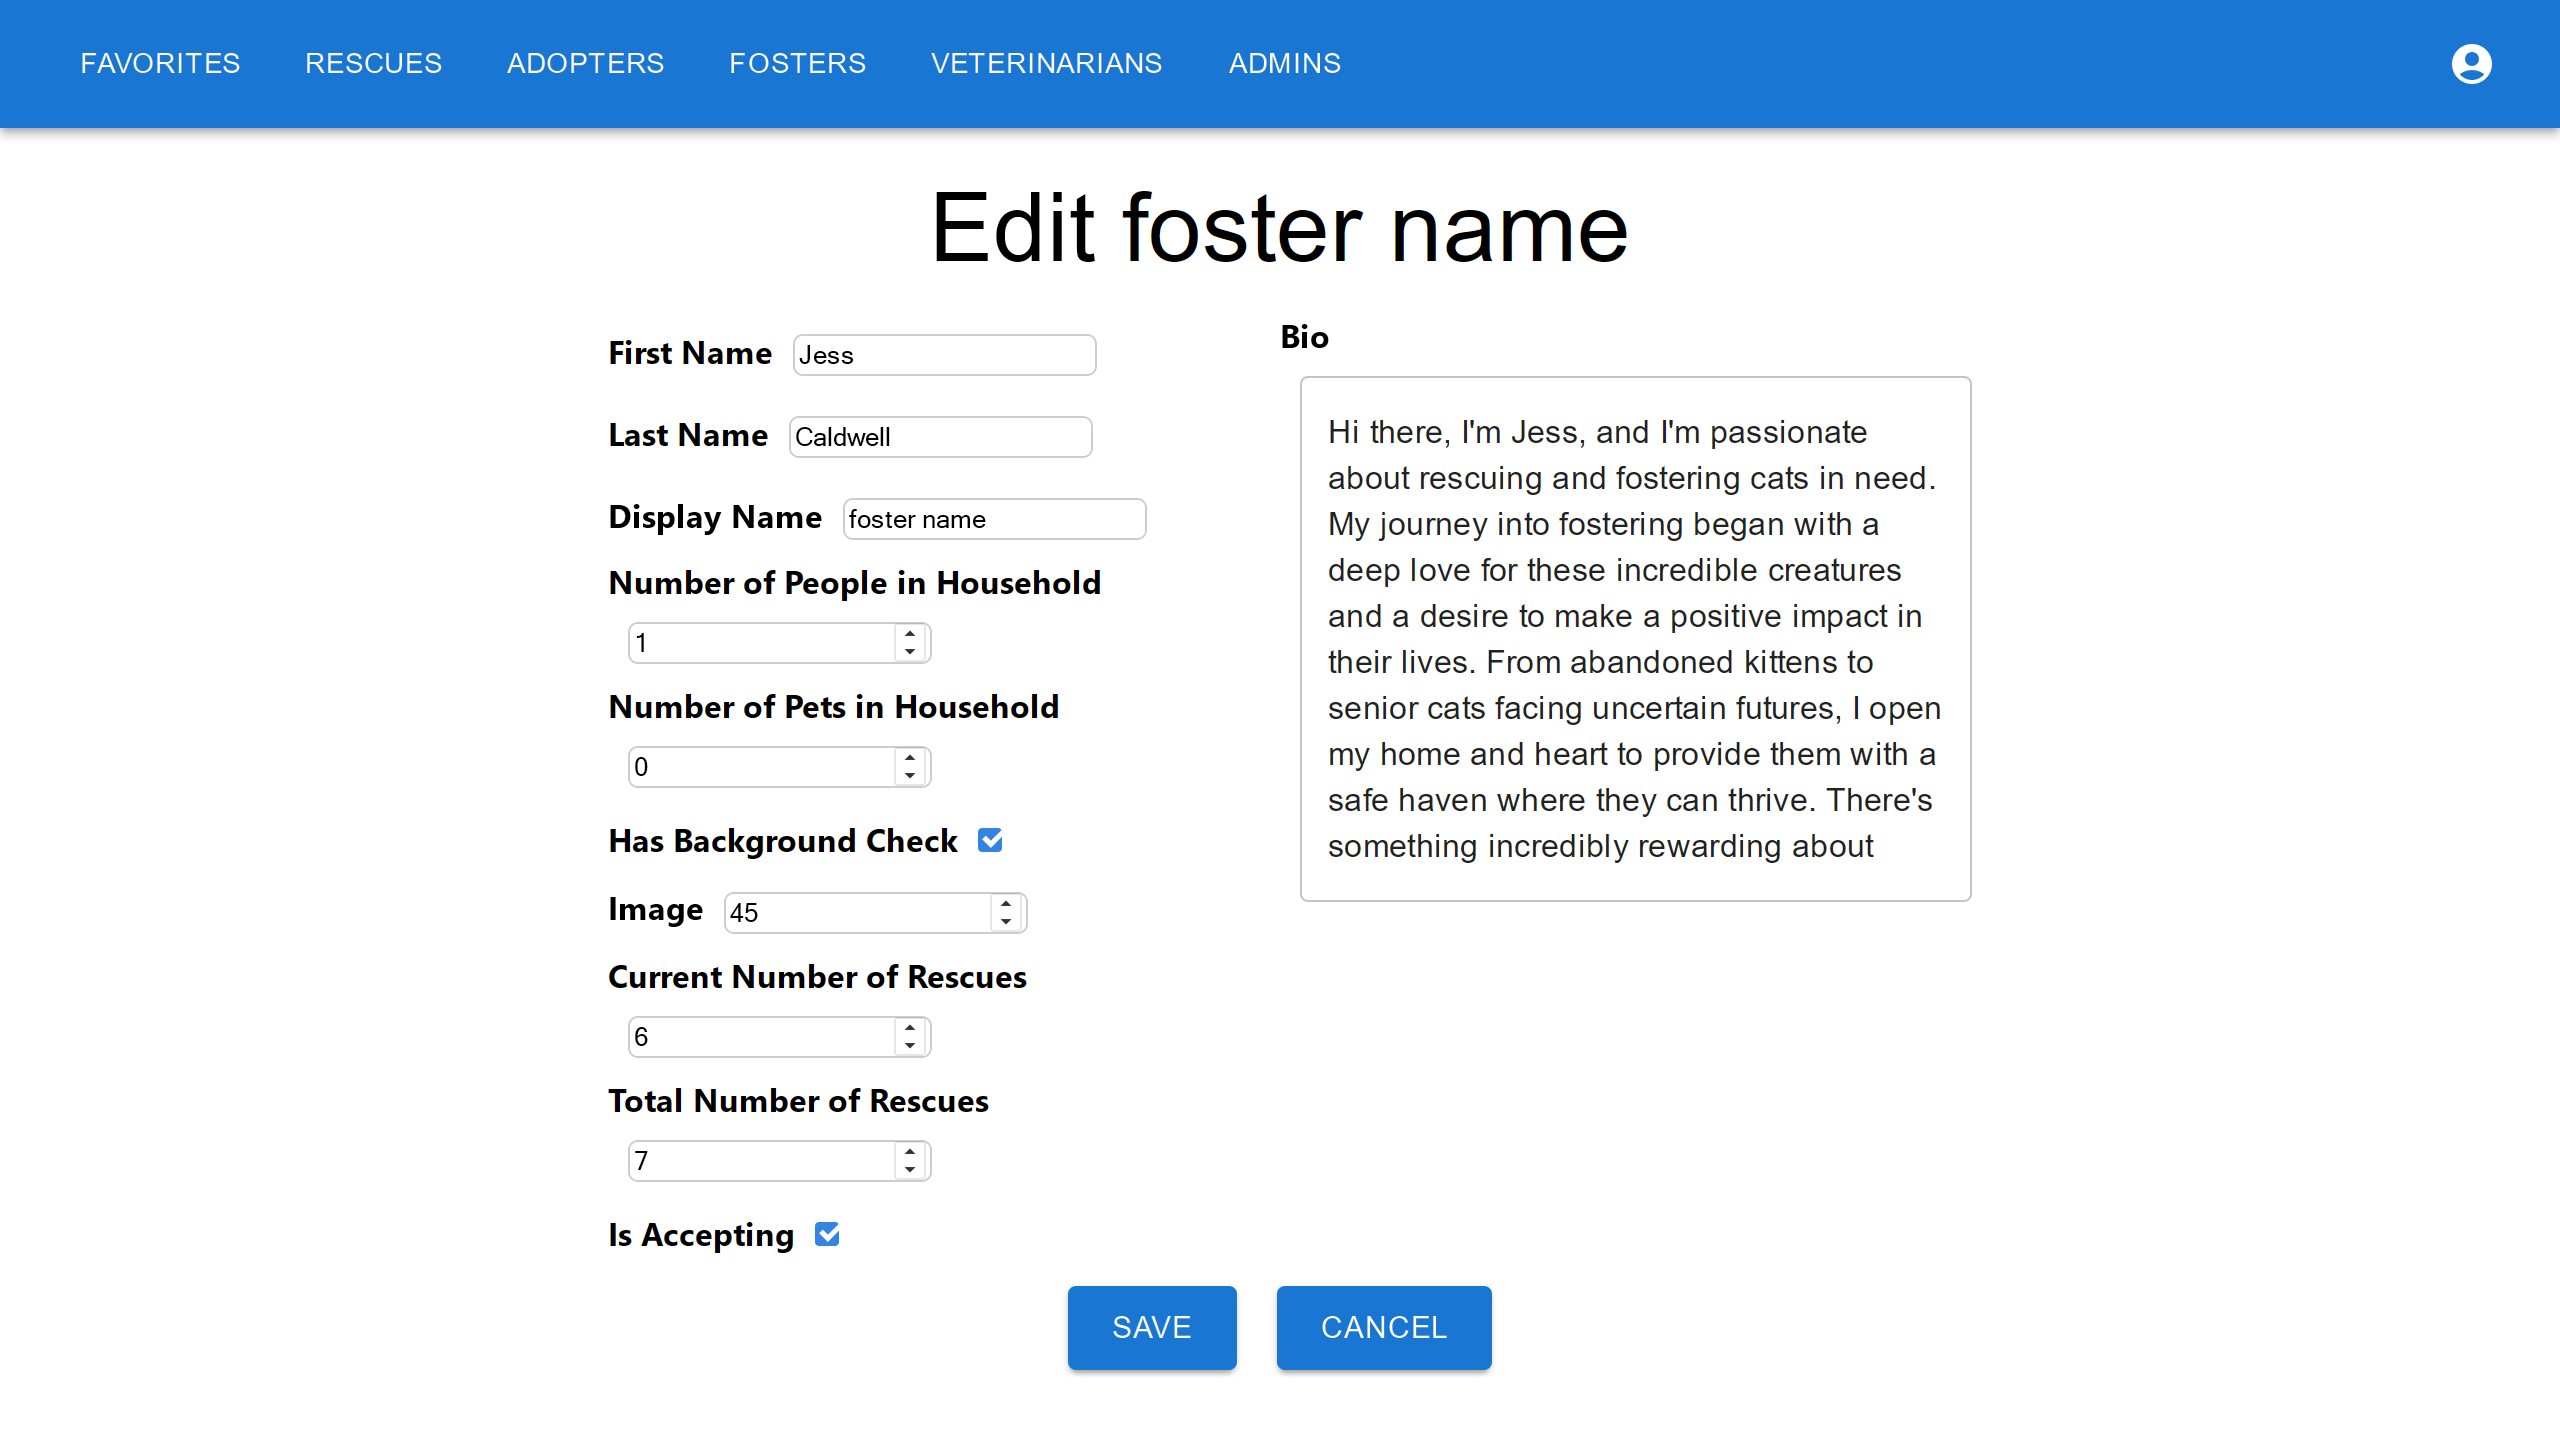 FAVORITES RESCUES ADOPTERS FOSTERS VETERINARIANS ADMINS
Edit foster name
First Name Jess
Last Name Caldwell
Display Name foster name
Number of People in Household
1
Number of Pets in Household
0
Has Background Check
Image 45
Current Number of Rescues
6
Total Number of Rescues
7
Is Accepting
Bio
Hi there, I'm Jess, and I'm passionate
about rescuing and fostering cats in need.
My journey into fostering began with a
deep love for these incredible creatures
and a desire to make a positive impact in
their lives. From abandoned kittens to
senior cats facing uncertain futures, I open
my home and heart to provide them with a
safe haven where they can thrive. There's
something incredibly rewarding about
SAVE CANCEL